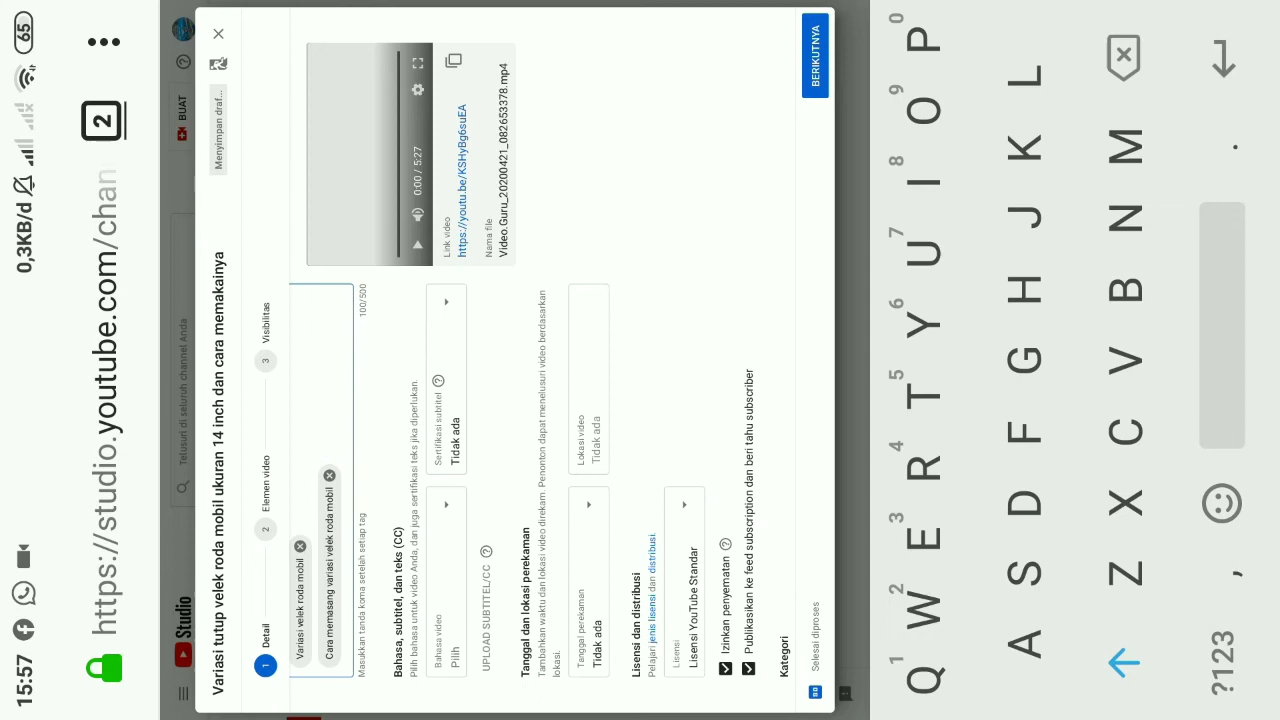 15:57
0,3KB/d
65
https://studio.youtube.com/chan
2
Studio
Telusuri di seluruh channel Anda
BUAT
Variasi tutup velek roda mobil ukuran 14 inch dan cara memakainya
Menyimpan draf...
1 Detail
2 Elemen video
3 Visibilitas
Variasi velek roda mobil
Cara memasang variasi velek roda mobil
Masukkan tanda koma setelah setiap tag
100/500
Bahasa, subtitel, dan teks (CC)
Pilih bahasa untuk video Anda, dan juga sertifikasi teks jika diperlukan.
Bahasa video
Pilih
Sertifikasi subtitel
Tidak ada
UPLOAD SUBTITEL/CC
Tanggal dan lokasi perekaman
Tambahkan waktu dan lokasi video direkam. Penonton dapat menelusuri video berdasarkan
lokasi.
Tanggal perekaman
Tidak ada
Lokasi video
Tidak ada
Lisensi dan distribusi
Pelajari jenis lisensi dan distribusi.
Lisensi
Lisensi YouTube Standar
Izinkan penyematan
Publikasikan ke feed subscription dan beri tahu subscriber
Kategori
0:00 / 5:27
Link video
https://youtu.be/KSHyBg6suEA
Nama file
Video.Guru_20200421_082653378.mp4
SD
Selesai diproses
BERIKUTNYA
1 2 3 4 5 6 7 8 9 0
Q W E R T Y U I O P
A S D F G H J K L
Z X C V B N M
?123 , .